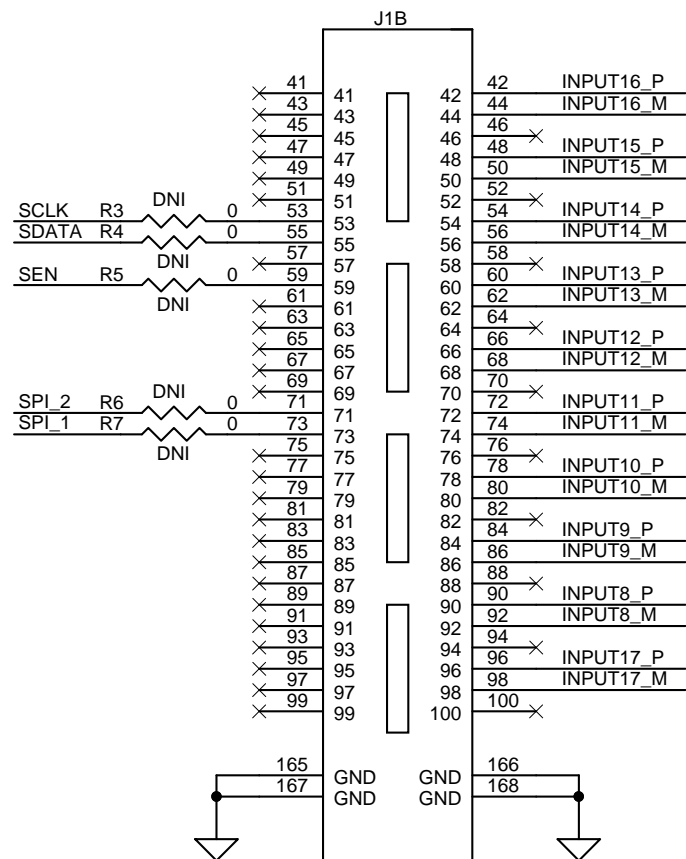 J1B
41 41 42 42 INPUT16_P
43 43 44 44 INPUT16_M
45 45 46 46
47 47 48 48 INPUT15_P
49 49 50 50 INPUT15_M
51 51 52 52
SCLK R3 DNI 0 53 53 54 54 INPUT14_P
SDATA R4 DNI 0 55 55 56 56 INPUT14_M
57 57 58 58
SEN R5 DNI 0 59 59 60 60 INPUT13_P
61 61 62 62 INPUT13_M
63 63 64 64
65 65 66 66 INPUT12_P
67 67 68 68 INPUT12_M
69 69 70 70
SPI_2 R6 DNI 0 71 71 72 72 INPUT11_P
SPI_1 R7 DNI 0 73 73 74 74 INPUT11_M
75 75 76 76
77 77 78 78 INPUT10_P
79 79 80 80 INPUT10_M
81 81 82 82
83 83 84 84 INPUT9_P
85 85 86 86 INPUT9_M
87 87 88 88
89 89 90 90 INPUT8_P
91 91 92 92 INPUT8_M
93 93 94 94
95 95 96 96 INPUT17_P
97 97 98 98 INPUT17_M
99 99 100 100
165 GND GND 166
167 GND GND 168